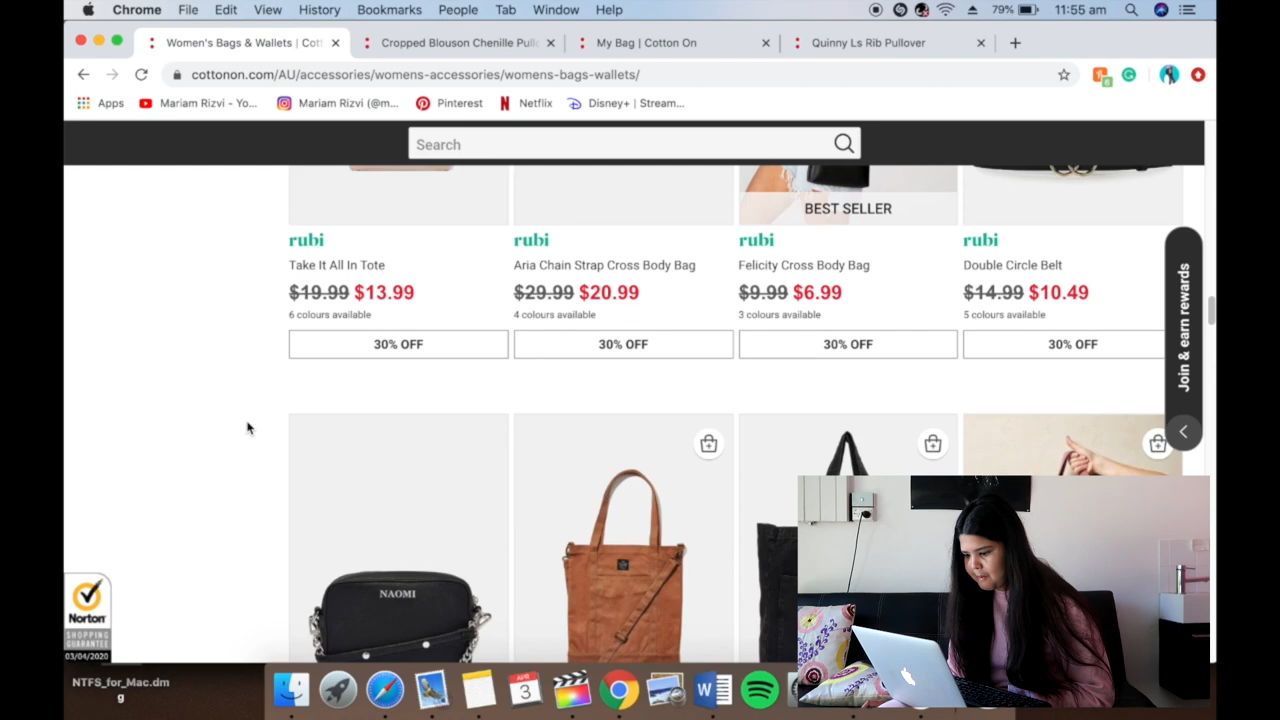 Chrome File Edit View History Bookmarks People Tab Window Help 79% 11:55 am
Women's Bags & Wallets | Cott Cropped Blouson Chenille Pullo My Bag | Cotton On Quinny Ls Rib Pullover
cottonon.com/AU/accessories/womens-accessories/womens-bags-wallets/
Apps Mariam Rizvi - Yo... Mariam Rizvi (@m... Pinterest Netflix Disney+ | Stream...
Search
BEST SELLER
rubi rubi rubi rubi
Take It All In Tote Aria Chain Strap Cross Body Bag Felicity Cross Body Bag Double Circle Belt
$19.99 $13.99 $29.99 $20.99 $9.99 $6.99 $14.99 $10.49
6 colours available 4 colours available 3 colours available 5 colours available
30% OFF 30% OFF 30% OFF 30% OFF
Join & earn rewards
NAOMI
Norton
SHOPPING
GUARANTEE
03/04/2020
NTFS_for_Mac.dm
g
APR
3
W